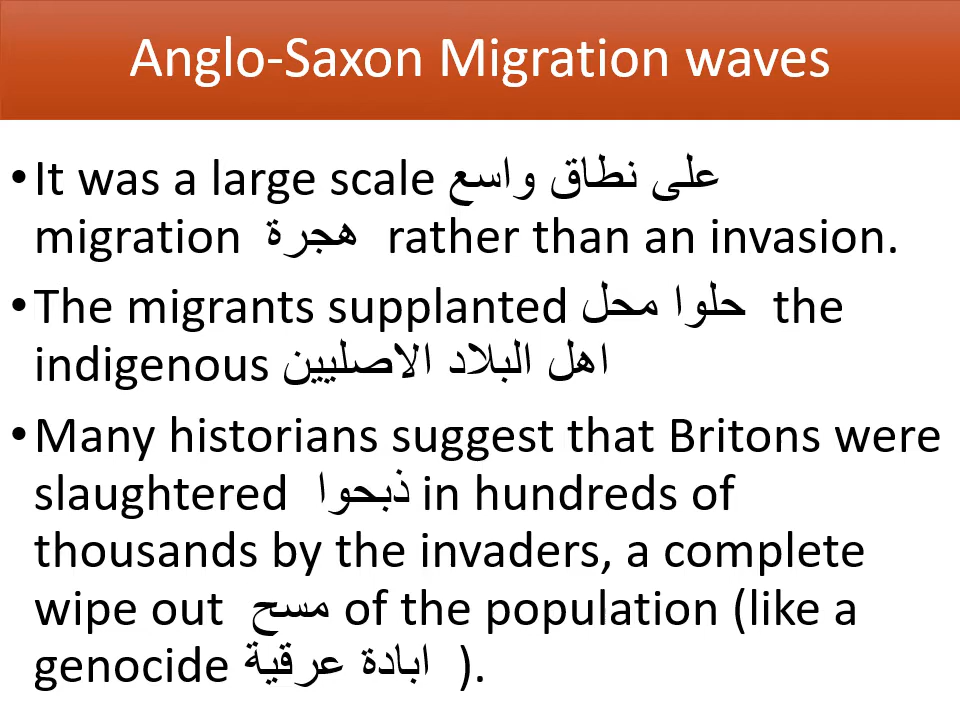 Anglo-Saxon Migration waves
•It was a large scale على نطاق واسع
migration هجرة rather than an invasion.
•The migrants supplanted حلوا محل the
indigenous اهل البلاد الاصليين
•Many historians suggest that Britons were
slaughtered ذبحوا in hundreds of
thousands by the invaders, a complete
wipe out مسح of the population (like a
genocide ابادة عرقية ).